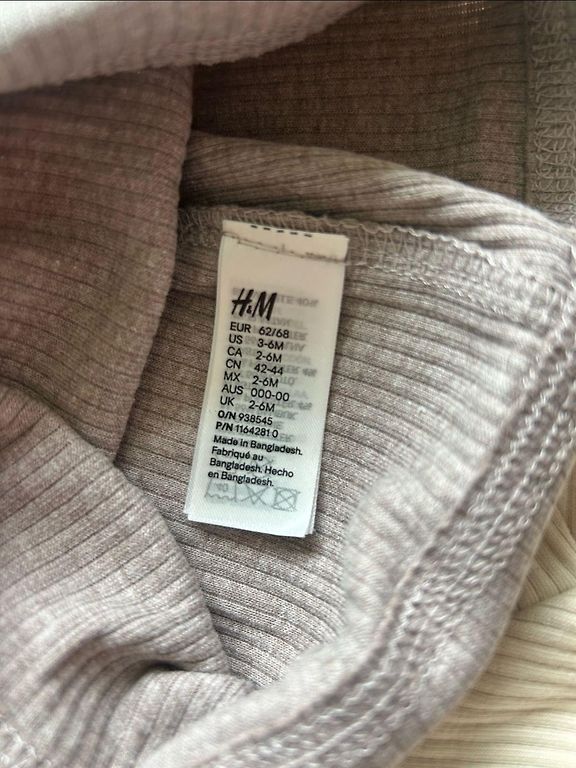 H&M
EUR 62/68
US 3-6M
CA 2-6M
CN 42-44
MX 2-6M
AUS 000-00
UK 2-6M
O/N 938545
P/N 1164281 0
Made in Bangladesh.
Fabriqué au
Bangladesh. Hecho
en Bangladesh.